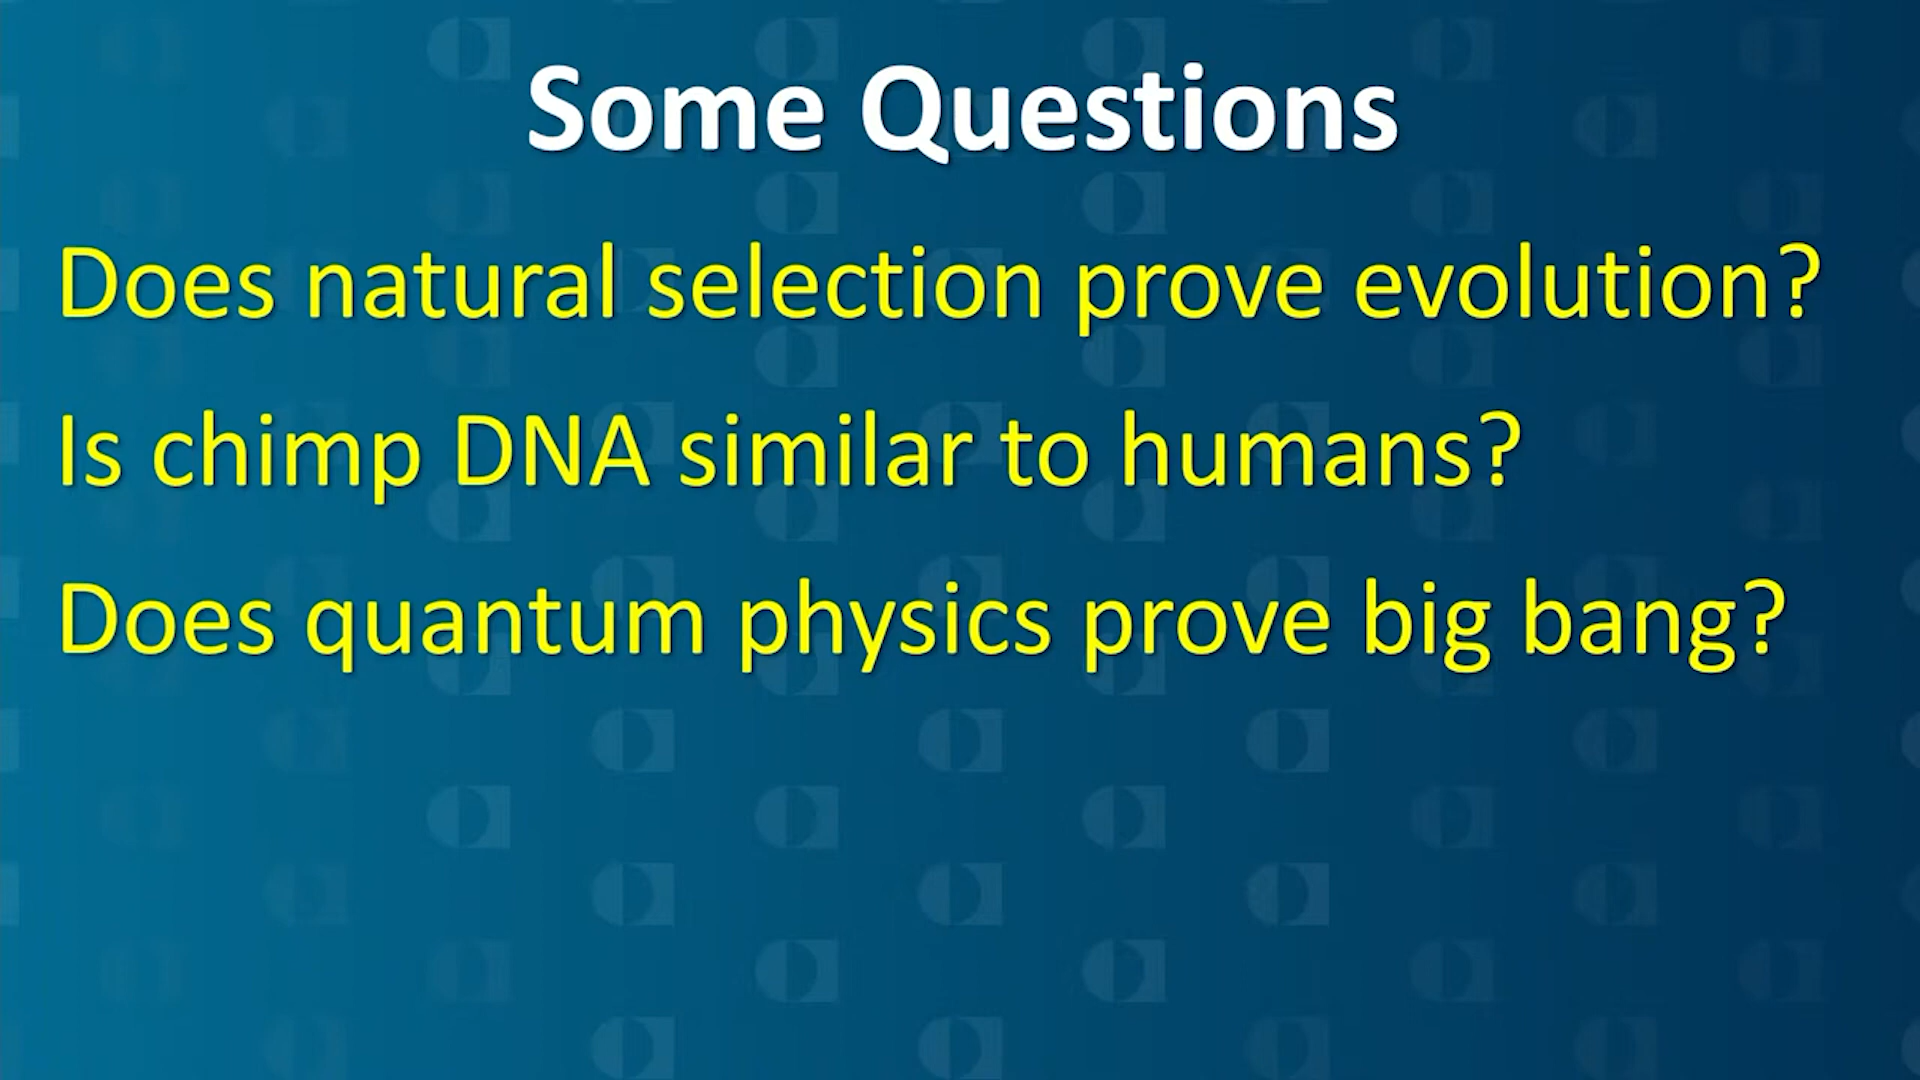 Some Questions
Does natural selection prove evolution?
Is chimp DNA similar to humans?
Does quantum physics prove big bang?